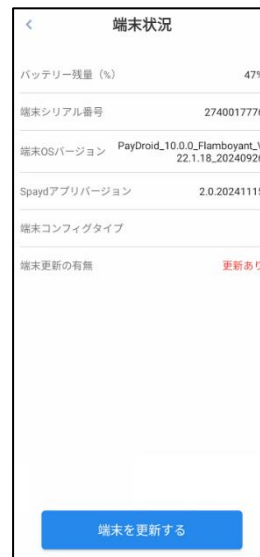 端末状況
バッテリー残量 (%) 47%
端末シリアル番号 2740017776
端末OSバージョン PayDroid_10.0.0_Flamboyant_V
22.1.18_20240926
Spaydアプリバージョン 2.0.20241115
端末コンフィグタイプ
端末更新の有無 更新あり
端末を更新する